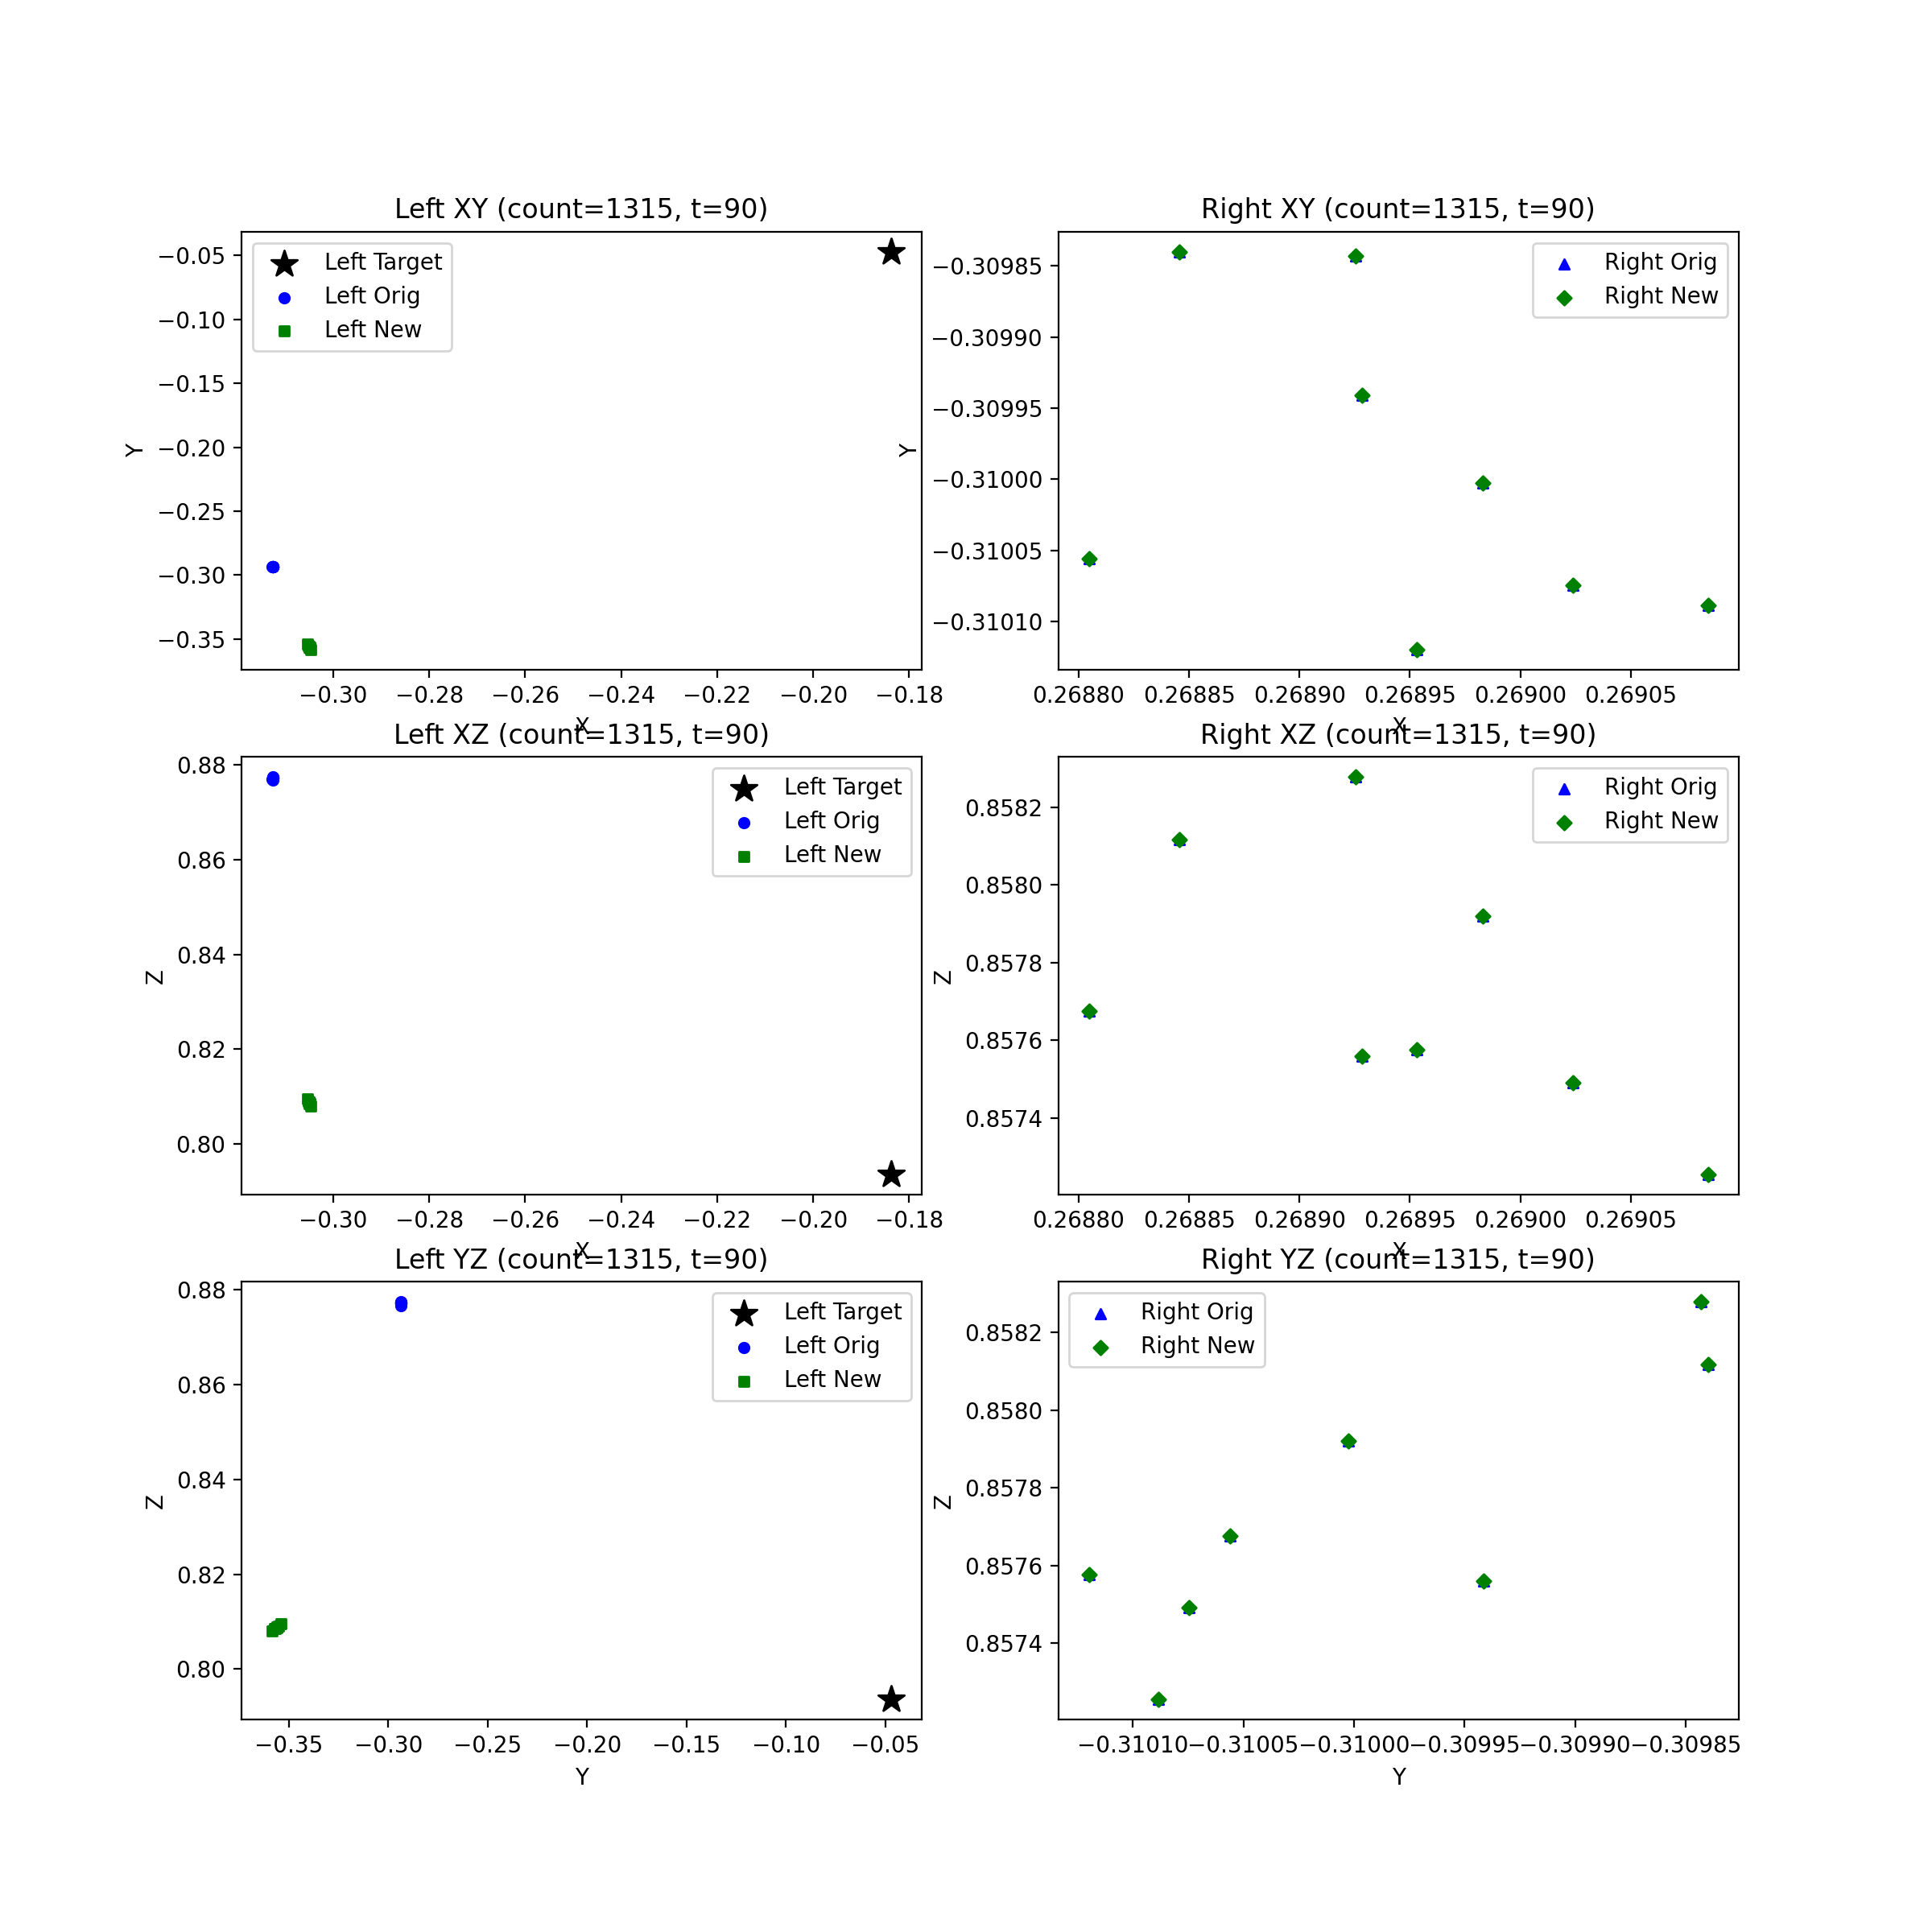 Left XY (count=1315, t=90)
Left Target
Left Orig
Left New
−0.05
−0.10
−0.15
−0.20
−0.25
−0.30
−0.35
Y
−0.30 −0.28 −0.26 −0.24 −0.22 −0.20 −0.18
X
Right XY (count=1315, t=90)
Right Orig
Right New
−0.30985
−0.30990
−0.30995
−0.31000
−0.31005
−0.31010
Y
0.26880 0.26885 0.26890 0.26895 0.26900 0.26905
X
Left XZ (count=1315, t=90)
Left Target
Left Orig
Left New
0.88
0.86
0.84
0.82
0.80
Z
−0.30 −0.28 −0.26 −0.24 −0.22 −0.20 −0.18
X
Right XZ (count=1315, t=90)
Right Orig
Right New
0.8582
0.8580
0.8578
0.8576
0.8574
Z
0.26880 0.26885 0.26890 0.26895 0.26900 0.26905
X
Left YZ (count=1315, t=90)
Left Target
Left Orig
Left New
0.88
0.86
0.84
0.82
0.80
Z
−0.35 −0.30 −0.25 −0.20 −0.15 −0.10 −0.05
Y
Right YZ (count=1315, t=90)
Right Orig
Right New
0.8582
0.8580
0.8578
0.8576
0.8574
Z
−0.31010 −0.31005 −0.31000 −0.30995 −0.30990 −0.30985
Y